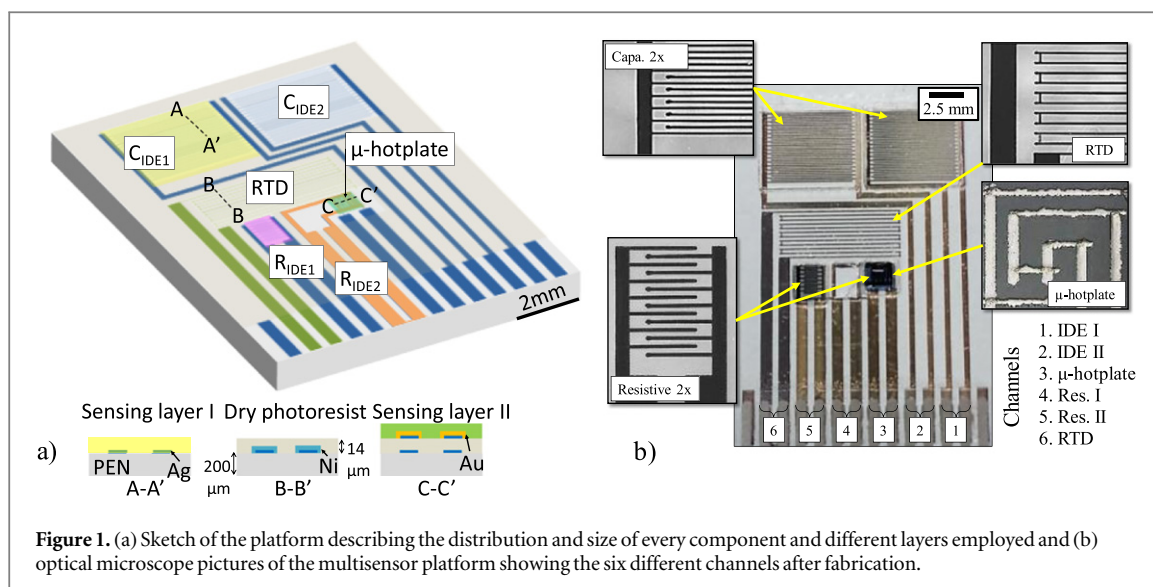 A
A'
C_IDE1
C_IDE2
μ-hotplate
B
B
RTD
C
C'
R_IDE1
R_IDE2
2mm
Sensing layer I
Dry photoresist
Sensing layer II
a)
PEN
Ag
200
μm
Ni
14
μm
Au
A-A'
B-B'
C-C'
Capa. 2x
2.5 mm
RTD
μ-hotplate
Resistive 2x
Channels
1. IDE I
2. IDE II
3. μ-hotplate
4. Res. I
5. Res. II
6. RTD
6 5 4 3 2 1
b)
Figure 1. (a) Sketch of the platform describing the distribution and size of every component and different layers employed and (b)
optical microscope pictures of the multisensor platform showing the six different channels after fabrication.